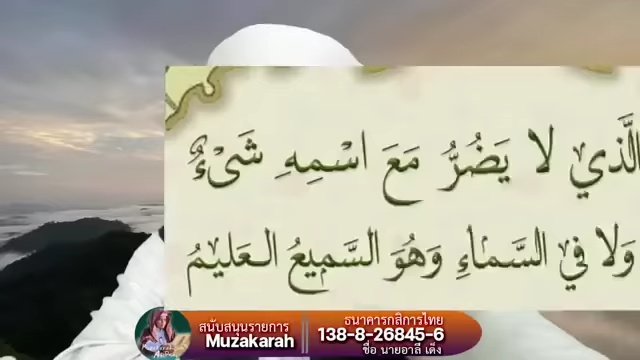 الَّذِي لا يَضُرُّ مَعَ اسْمِهِ شَيْءٌ
وَلا فِي السَّمَاءِ وَهُوَ السَّمِيعُ العَلِيمُ
สนับสนุนรายการ
Muzakarah
ธนาคารกสิการไทย
138-8-26845-6
ชื่อ นายอาลี เด็ง